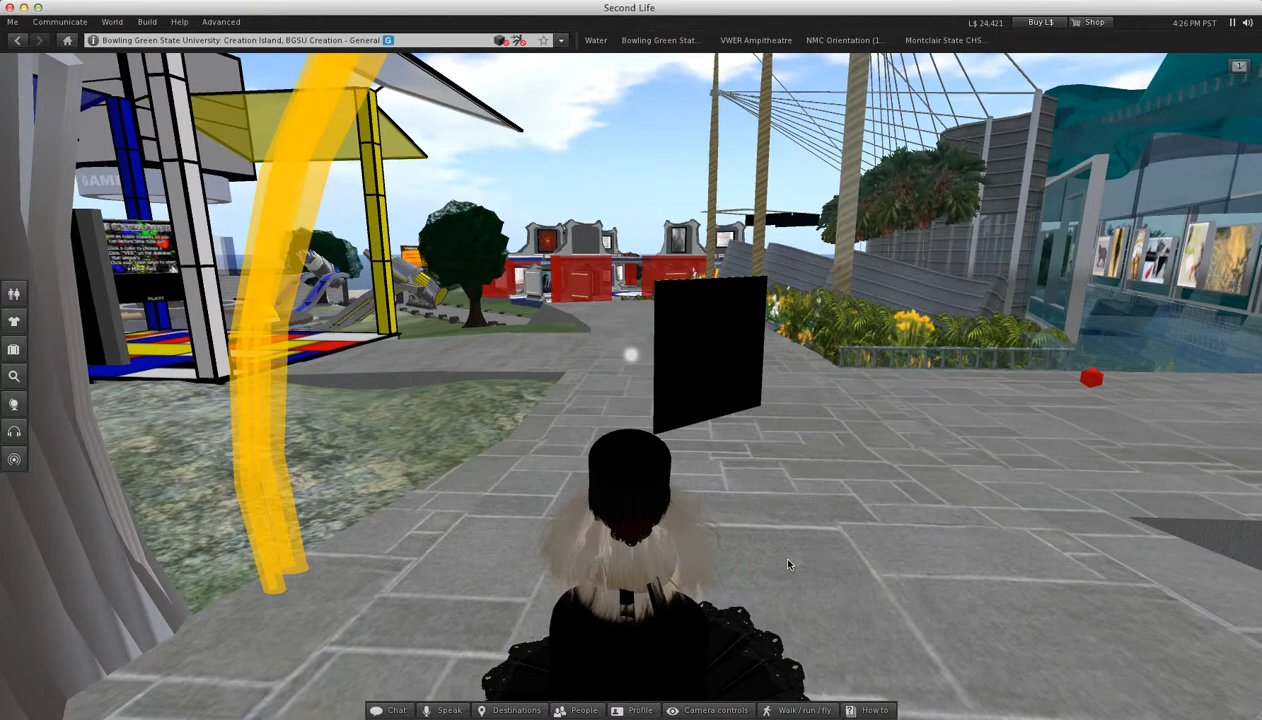 Second Life
Me Communicate World Build Help Advanced L$ 24,421 Buy L$ Shop 4:26 PM PST
Bowling Green State University: Creation Island, BGSU Creation - General G Water Bowling Green Stat... VWER Ampitheatre NMC Orientation (1... Montclair State CHS...
GAM
Chat Speak Destinations People Profile Camera controls Walk / run / fly How to